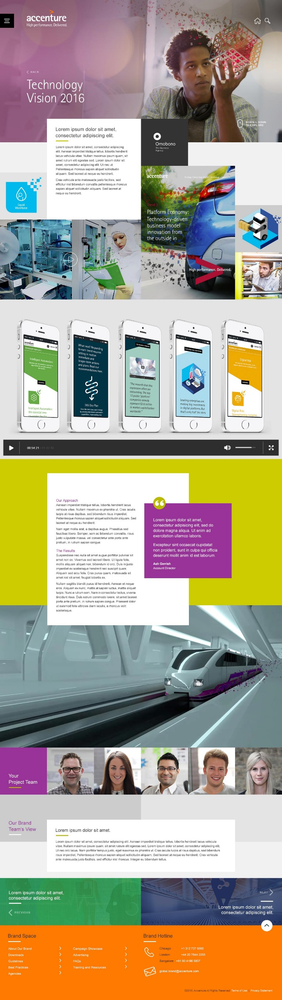 accenture
High performance. Delivered.
BACK
Technology
Vision 2016
SCROLL DOWN
TO EXPLORE
Lorem ipsum dolor sit amet,
consectetur adipiscing elit.
Lorem ipsum dolor sit amet, consectetur adipiscing
elit. Aenean imperdiet tristique tellus, lobortis hendrerit
lacus vehicula vitae. Nullam maximus ipsum quam, sit
amet rutrum elit egestas sed. Lorem ipsum dolor sit
amet, consectetur adipiscing elit. Ut nec ut.
Pellentesque rhoncus sapien aliquet sollicitudin
aliquam. Sed laoreet at neque eu hendrerit.
Cras vehicula ante malesuada justo facilisis, sed
efficitur nisl bibendum convallis pellentesque rhoncus
sapien aliquet sollicitudin aliquam. Sed laoreet at
neque eu hendrerit.
Omobono
The Business
Agency
Liquid
Workforce
accenture
Trend 3
Platform Economy:
Technology-driven
business model
innovation from
the outside in
High performance. Delivered.
accenture
TECHNOLOGY VISION 2016
Intelligent Automation:
OVERVIEW
Intelligent Automation:
the essential new
co-worker for the
What next? Responding
to each trend requires
setting in motion
immediate and
longer-term actions
and plans. Read our
recommendations here.
365 Day Plan
Over the next year, spur change
by proving role-based automation
capabilities, implementing new
"The rewards that this
expansion offers are
astounding. The top
15 public 'platform'
companies already
represent $2.6 trillion
in market capitalization
worldwide."
Leading enterprises are
making big investments
in digital platforms. But
that's only half the story.
accenture
TECHNOLOGY VISION 2016
Digital Risk
OVERVIEW
Digital Risk:
Strengthening customer
00:54:21 / 01:42:30
Our Approach
Aenean imperdiet tristique tellus, lobortis hendrerit lacus
vehicula vitae. Nullam maximus ex pharetra ut. Cras iaculis
turpis at risus dapibus, sed bibendum risus imperdiet.
Pellentesque rhoncus sapien aliquet sollicitudin aliquam. Sed
laoreet at neque eu hendrerit.
Nam eget mollis erat, a dapibus augue. Phasellus sed
faucibus libero. Semper, sem ac bibendum convallis, risus
justo vulputate massa, vel consectetur ante porta ante
pretium, in rutrum sapien congue.
The Results
Suspendisse nec nulla sit amet augue porttitor pulvinar sit
amet non ex. Vivamus sed laoreet libero. Ut ligula felis,
mollis aliquam aliquet non, bibendum id orci. Duis in justo
imperdiet ex scelerisque hendrerit nec suscipit quam.
Aliquam sed arcu felis. Cras purus quam, malesuada sit
amet nisl sit amet, feugiat lobortis ex.
Nullam sagittis blandit purus id hendrerit. Aenean et neque
eros. Aliquam ex nunc, mattis at sapien luctus, mattis aliquet
turpis. Nunc a rutrum sem. Nam in consectetur lectus, viverra
tincidunt risus. Duis rutrum commodo lorem, sit amet laoreet
porta ante pretium, in rutrum sapien congue. Praesent dolor
ut euismod felis ultricies diam iaculis, a rhoncus velit
scelerisque.
Lorem ipsum dolor sit amet,
consectetur adipisicing elit, sed do
dolore magna aliqua. Ut enim ad
exercitation ullamco laboris.
Excepteur sint occaecat cupidatat
non proident, sunt in culpa qui officia
deserunt mollit anim id est laborum.
Ash Gerrish
Account Director
Your
Project Team
Our Brand
Team's View
Lorem ipsum dolor sit amet.
Lorem ipsum dolor sit amet, consectetur adipiscing elit. Aenean imperdiet tristique tellus, lobortis hendrerit lacus vehicula
vitae. Nullam maximus ipsum quam, sit amet rutrum elit egestas sed. Lorem ipsum dolor sit amet, consectetur adipiscing elit.
Ut nec orci lacus. Nam porttitor tempus justo, eget maximus ex pharetra ut. Cras iaculis turpis at risus dapibus, sed bibendum
risus imperdiet. Pellentesque rhoncus sapien aliquet sollicitudin aliquam. Sed laoreet at neque eu hendrerit. Cras vehicula
ante malesuada justo facilisis, sed efficitur nisl rhoncus. Integer eu bibendum tellus.
Lorem ipsum dolor sit amet,
consectetur adipiscing elit.
PREVIOUS
NEXT
Lorem ipsum dolor sit amet,
consectetur adipiscing elit.
Brand Space
About Our Brand
Downloads
Guidelines
Best Practices
Agencies
Campaign Showcase
Advertising
FAQs
Training and Resources
Brand Hotline
Chicago: +1 312 737 6000
London: +44 20 7844 2255
Bangalore: +91 80 4186 5807
global.brand@accenture.com
©2016. Accenture All Rights Reserved Terms of Use | Privacy Statement